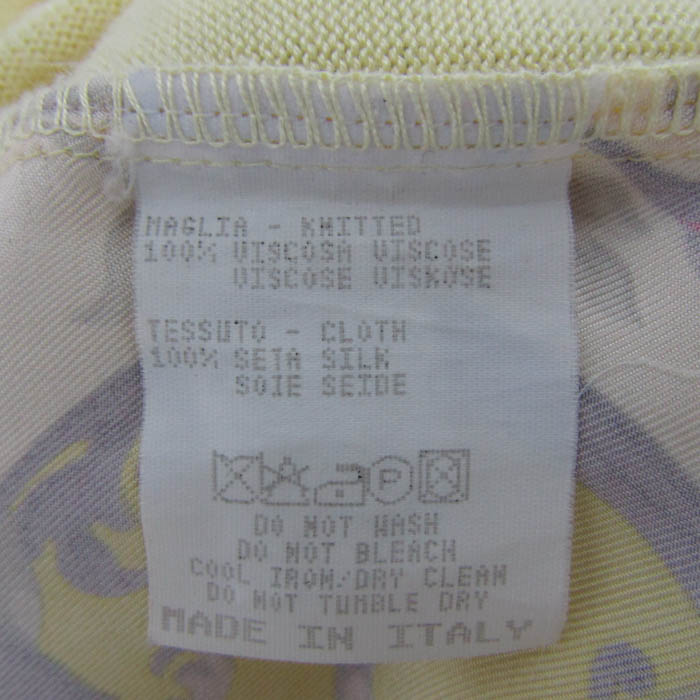 MAGLIA - KNITTED
100% VISCOSA VISCOSE
VISCOSE VISKOSE
TESSUTO - CLOTH
100% SETA SILK
SOIE SEIDE
P
DO NOT WASH
DO NOT BLEACH
COOL IRON/DRY CLEAN
DO NOT TUMBLE DRY
MADE IN ITALY